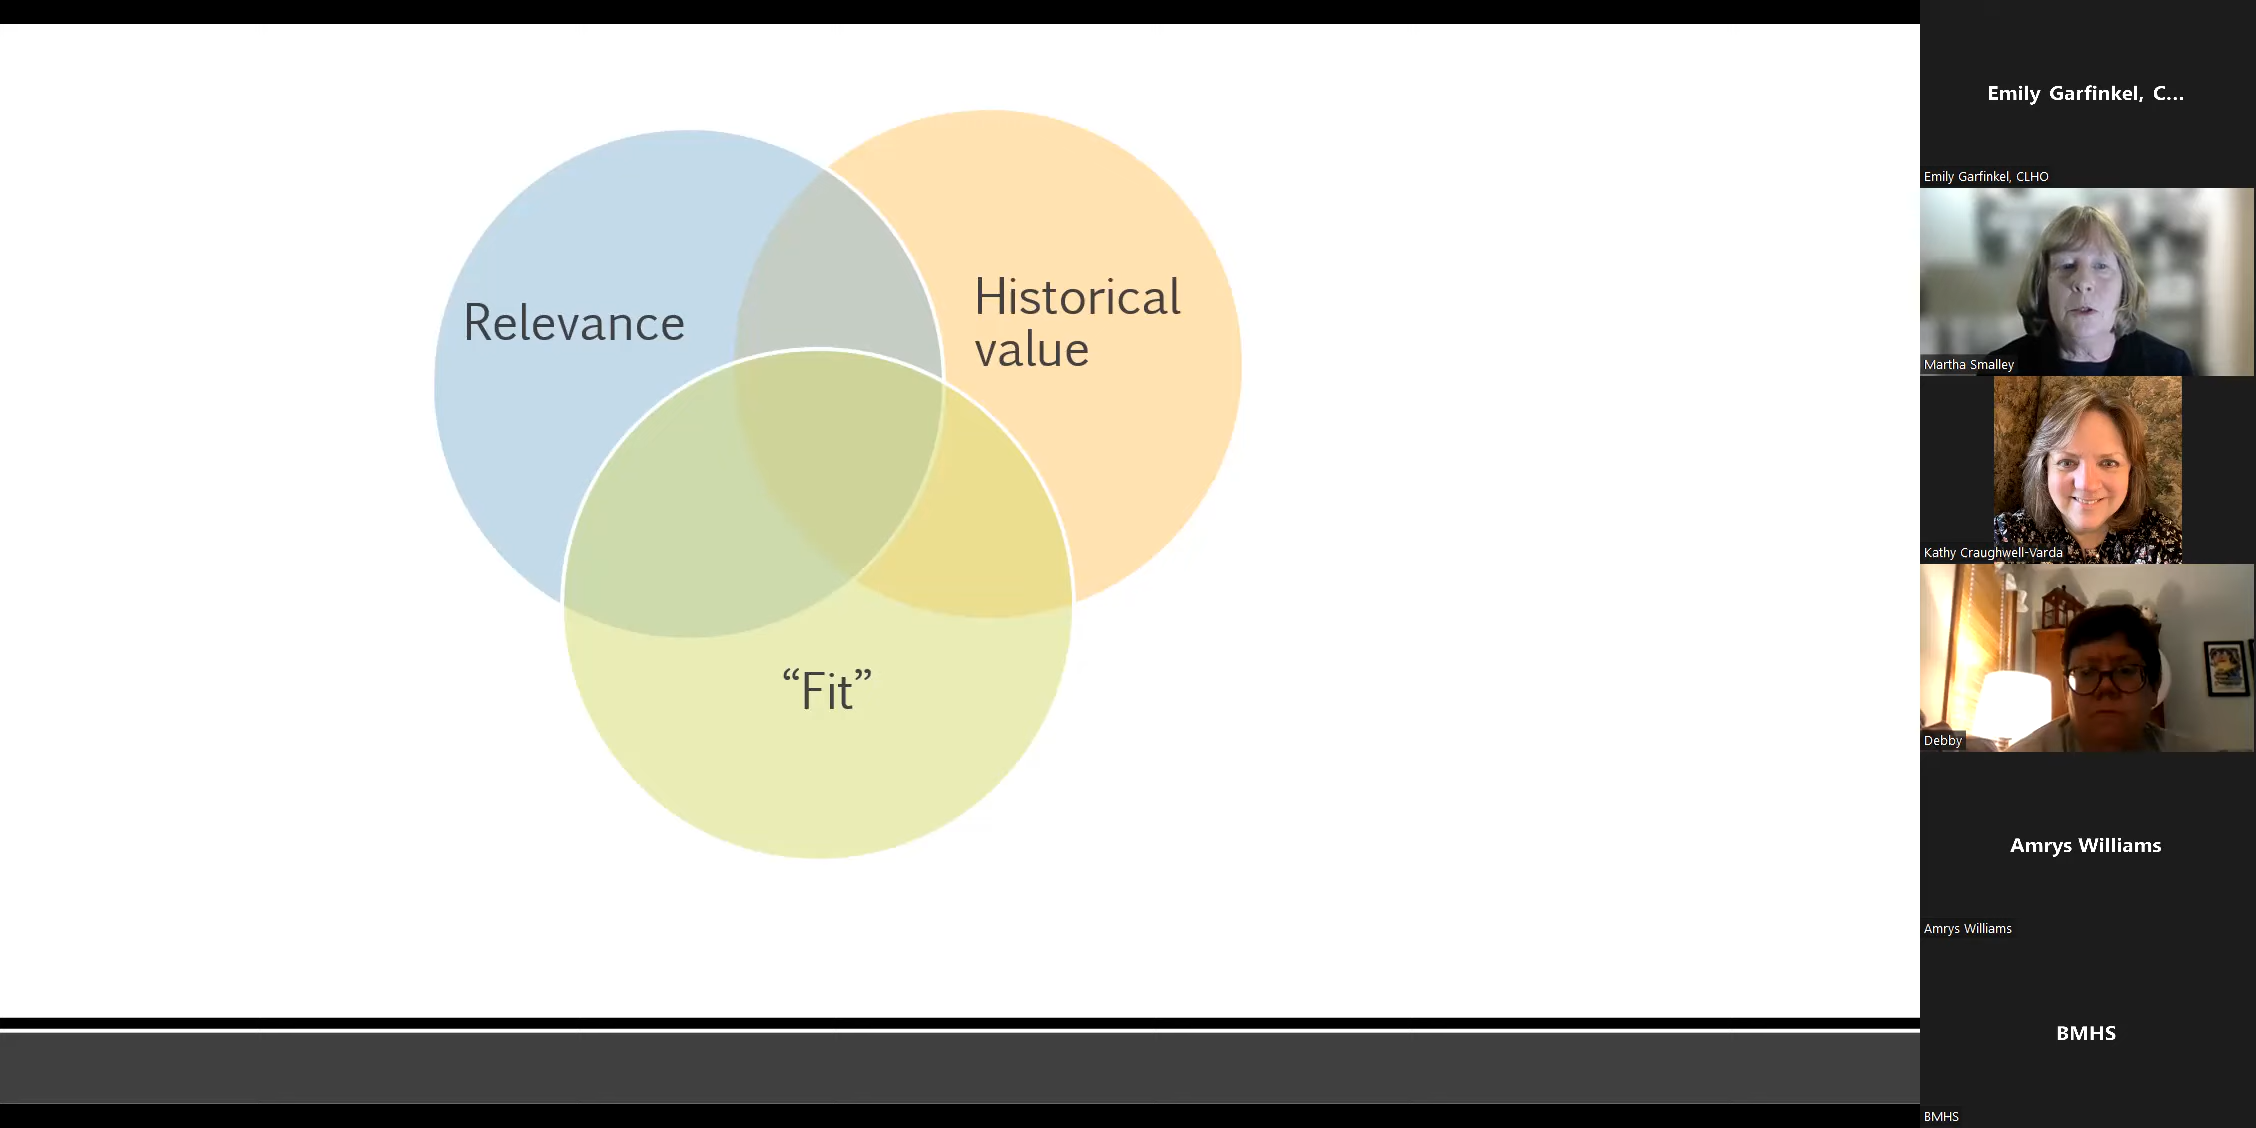 Relevance
Historical
value
“Fit”
Emily Garfinkel, C...
Emily Garfinkel, CLHO
Martha Smalley
Kathy Craughwell-Varda
Debby
Amrys Williams
Amrys Williams
BMHS
BMHS